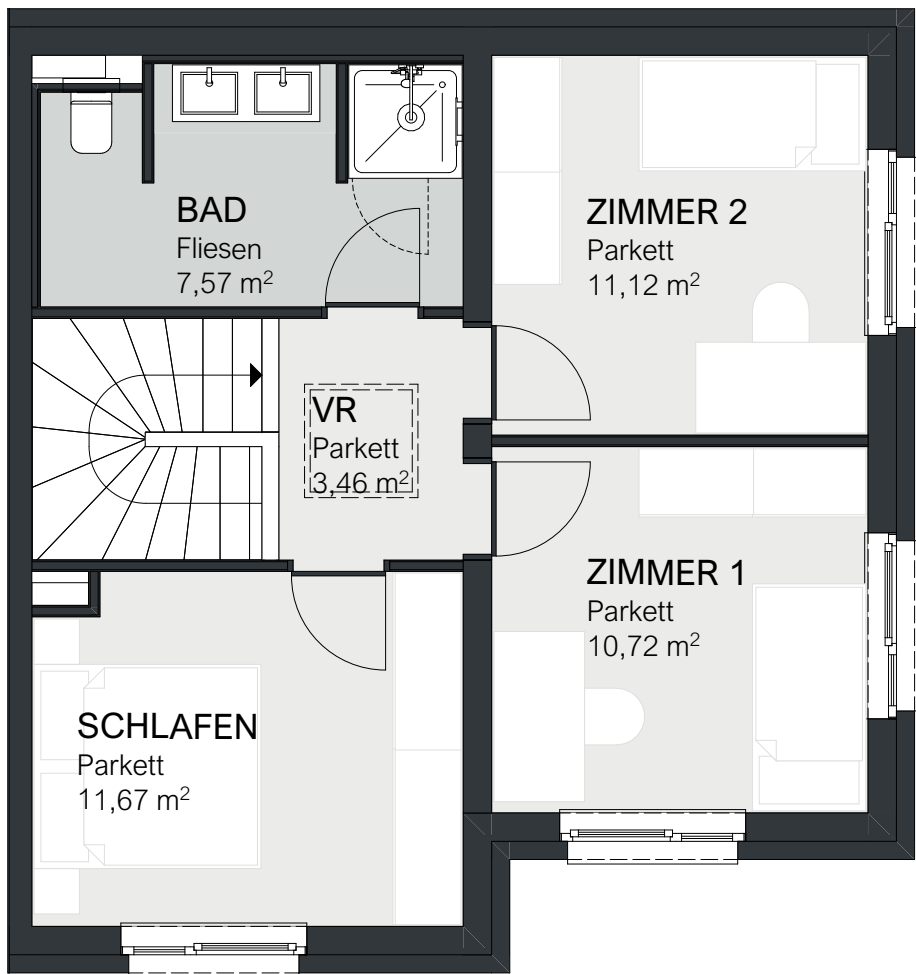 BAD
Fliesen
7,57 m²
ZIMMER 2
Parkett
11,12 m²
VR
Parkett
3,46 m²
ZIMMER 1
Parkett
10,72 m²
SCHLAFEN
Parkett
11,67 m²